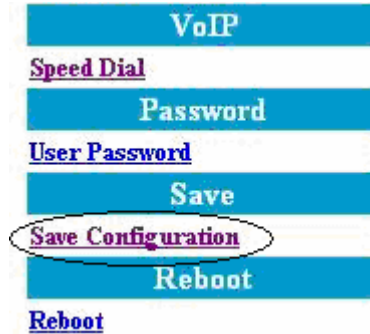 VoIP
Speed Dial
Password
User Password
Save
Save Configuration
Reboot
Reboot